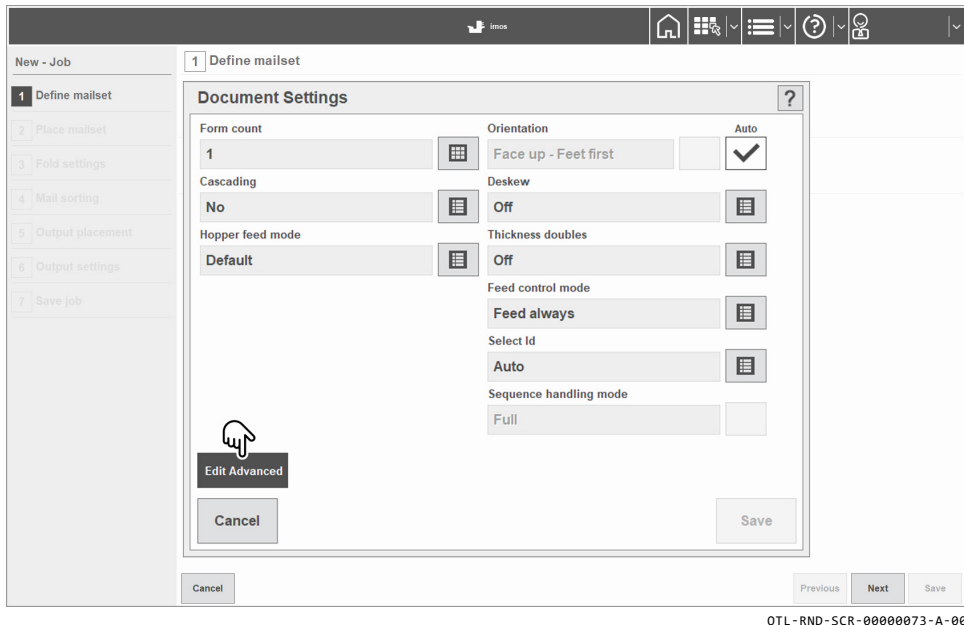 imos
New - Job
1 Define mailset
2 Place mailset
3 Fold settings
4 Mail sorting
5 Output placement
6 Output settings
7 Save job
1 Define mailset
Document Settings
?
Form count
1
Cascading
No
Hopper feed mode
Default
Orientation
Auto
Face up - Feet first
Deskew
Off
Thickness doubles
Off
Feed control mode
Feed always
Select Id
Auto
Sequence handling mode
Full
Edit Advanced
Cancel
Save
Cancel
Previous
Next
Save
OTL-RND-SCR-00000073-A-00